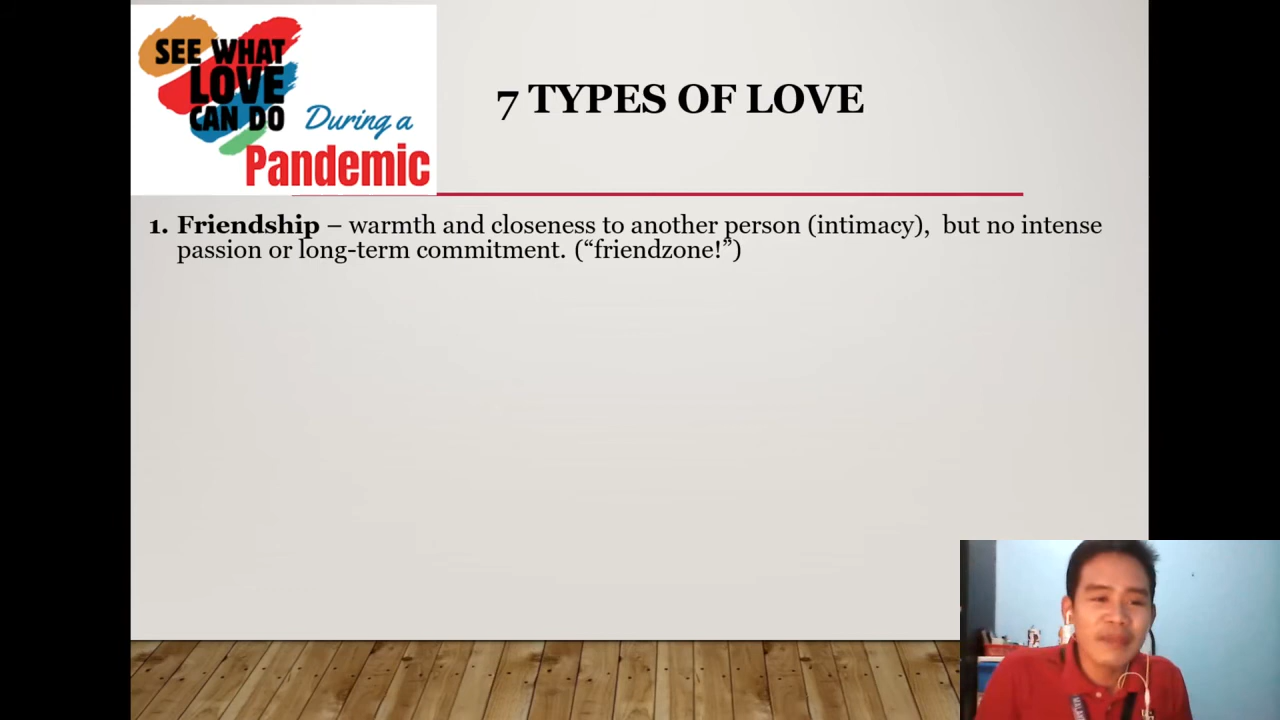 SEE WHAT
LOVE
CAN DO
During a
Pandemic
7 TYPES OF LOVE
1. Friendship – warmth and closeness to another person (intimacy), but no intense
passion or long-term commitment. (“friendzone!”)